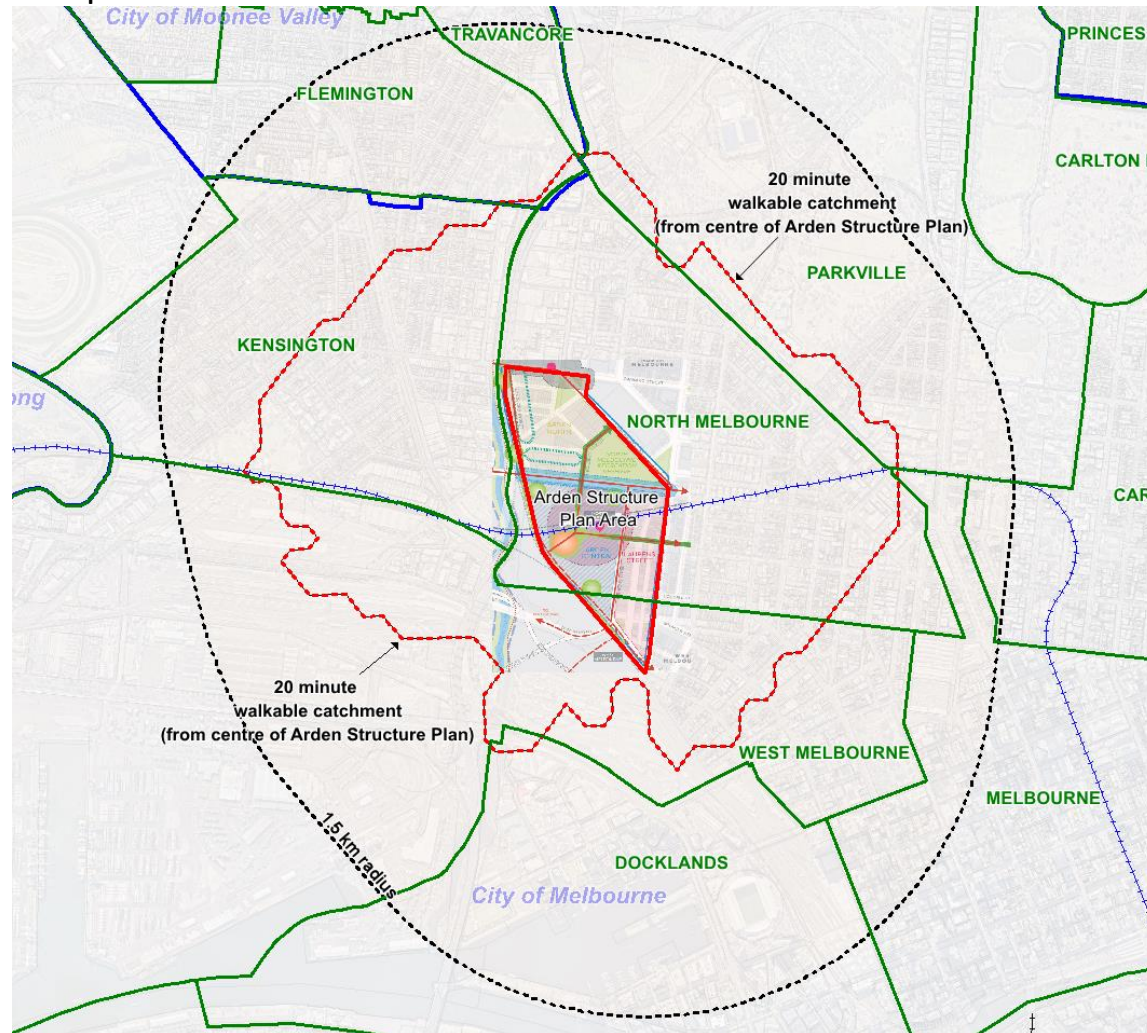 City of Moonee Valley
TRAVANCORE
PRINCES
FLEMINGTON
CARLTON
20 minute
walkable catchment
(from centre of Arden Structure Plan)
PARKVILLE
KENSINGTON
ong
NORTH MELBOURNE
Arden Structure
Plan Area
CAR
20 minute
walkable catchment
(from centre of Arden Structure Plan)
WEST MELBOURNE
MELBOURNE
1.5 km radius
DOCKLANDS
City of Melbourne